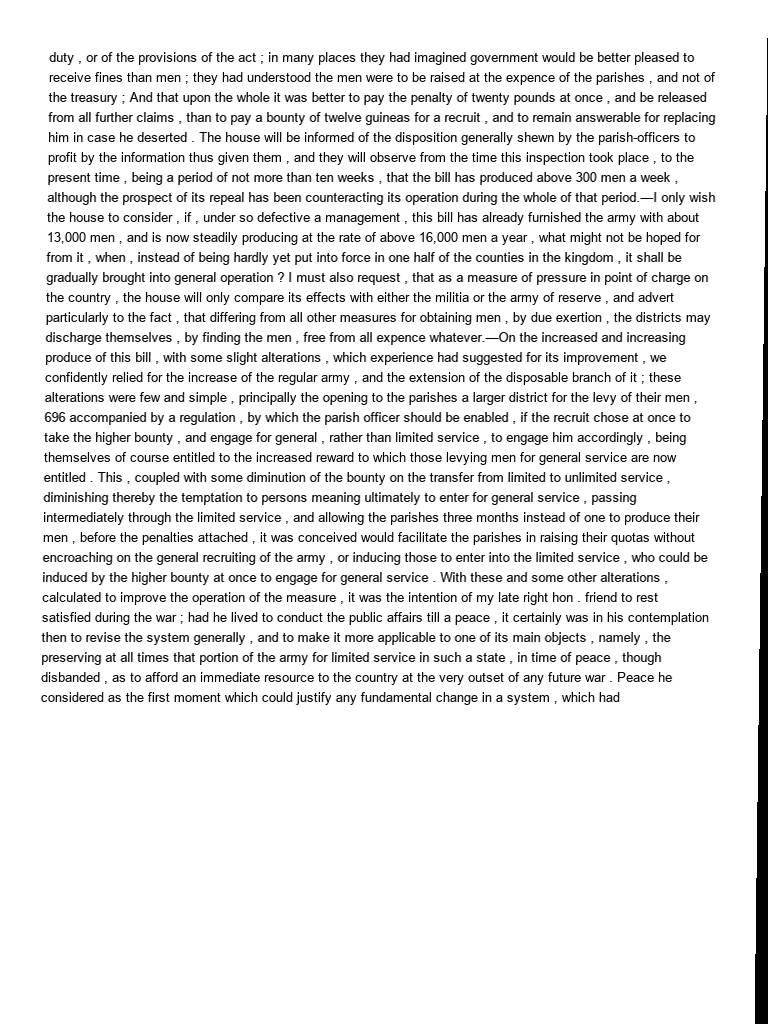 duty , or of the provisions of the act ; in many places they had imagined government would be better pleased to
receive fines than men ; they had understood the men were to be raised at the expence of the parishes , and not of
the treasury ; And that upon the whole it was better to pay the penalty of twenty pounds at once , and be released
from all further claims , than to pay a bounty of twelve guineas for a recruit , and to remain answerable for replacing
him in case he deserted . The house will be informed of the disposition generally shewn by the parish-officers to
profit by the information thus given them , and they will observe from the time this inspection took place , to the
present time , being a period of not more than ten weeks , that the bill has produced above 300 men a week ,
although the prospect of its repeal has been counteracting its operation during the whole of that period.—I only wish
the house to consider , if , under so defective a management , this bill has already furnished the army with about
13,000 men , and is now steadily producing at the rate of above 16,000 men a year , what might not be hoped for
from it , when , instead of being hardly yet put into force in one half of the counties in the kingdom , it shall be
gradually brought into general operation ? I must also request , that as a measure of pressure in point of charge on
the country , the house will only compare its effects with either the militia or the army of reserve , and advert
particularly to the fact , that differing from all other measures for obtaining men , by due exertion , the districts may
discharge themselves , by finding the men , free from all expence whatever.—On the increased and increasing
produce of this bill , with some slight alterations , which experience had suggested for its improvement , we
confidently relied for the increase of the regular army , and the extension of the disposable branch of it ; these
alterations were few and simple , principally the opening to the parishes a larger district for the levy of their men ,
696 accompanied by a regulation , by which the parish officer should be enabled , if the recruit chose at once to
take the higher bounty , and engage for general , rather than limited service , to engage him accordingly , being
themselves of course entitled to the increased reward to which those levying men for general service are now
entitled . This , coupled with some diminution of the bounty on the transfer from limited to unlimited service ,
diminishing thereby the temptation to persons meaning ultimately to enter for general service , passing
intermediately through the limited service , and allowing the parishes three months instead of one to produce their
men , before the penalties attached , it was conceived would facilitate the parishes in raising their quotas without
encroaching on the general recruiting of the army , or inducing those to enter into the limited service , who could be
induced by the higher bounty at once to engage for general service . With these and some other alterations ,
calculated to improve the operation of the measure , it was the intention of my late right hon . friend to rest
satisfied during the war ; had he lived to conduct the public affairs till a peace , it certainly was in his contemplation
then to revise the system generally , and to make it more applicable to one of its main objects , namely , the
preserving at all times that portion of the army for limited service in such a state , in time of peace , though
disbanded , as to afford an immediate resource to the country at the very outset of any future war . Peace he
considered as the first moment which could justify any fundamental change in a system , which had